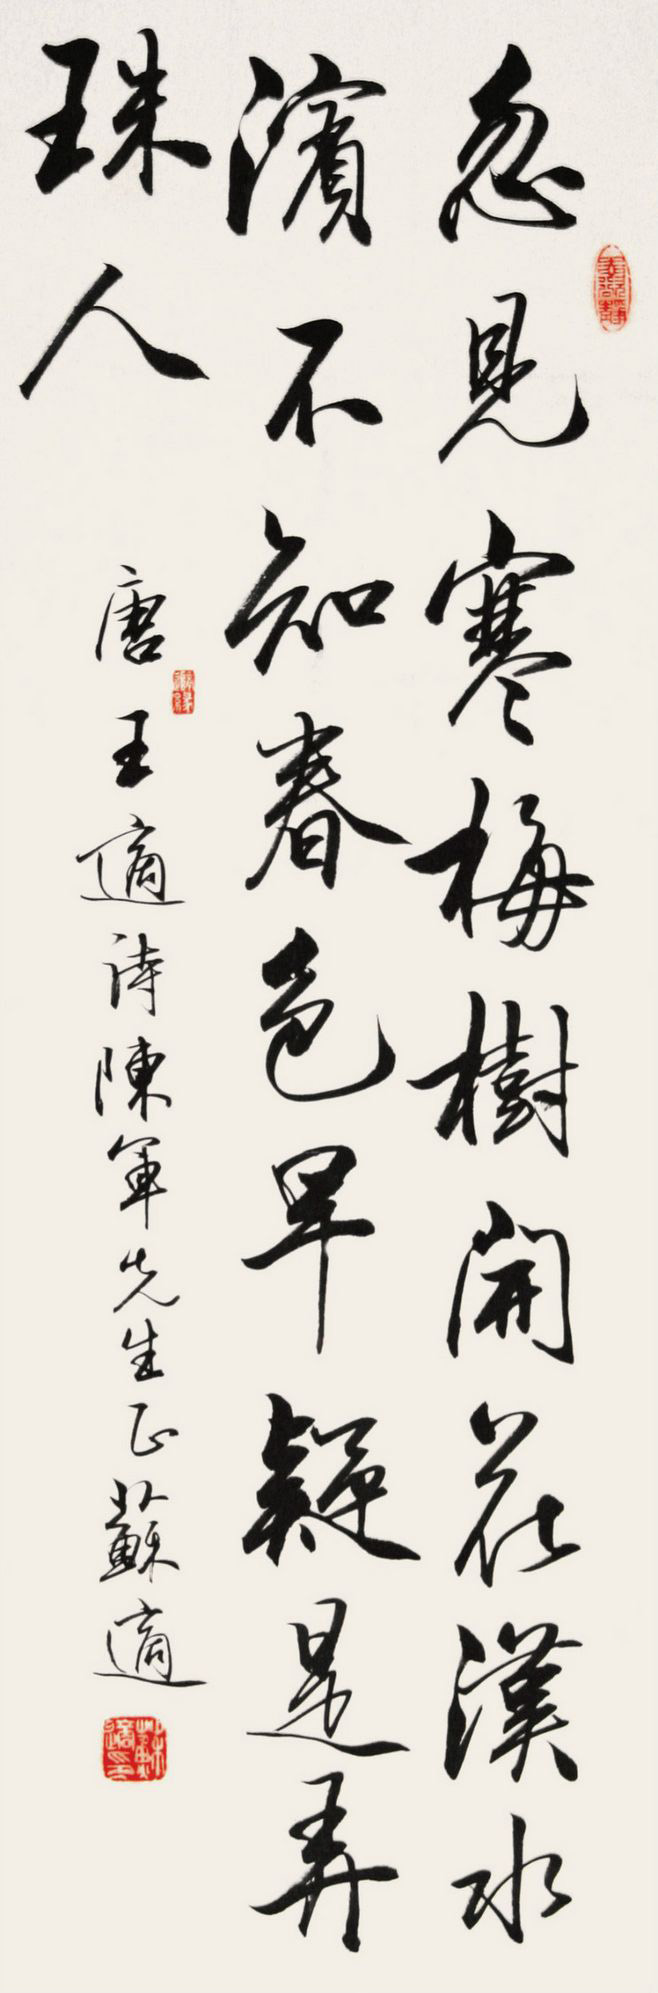 忽見寒梅樹開花漢水
濱不知春色早疑是弄
珠人
唐王適詩陳軍先生正蘇適